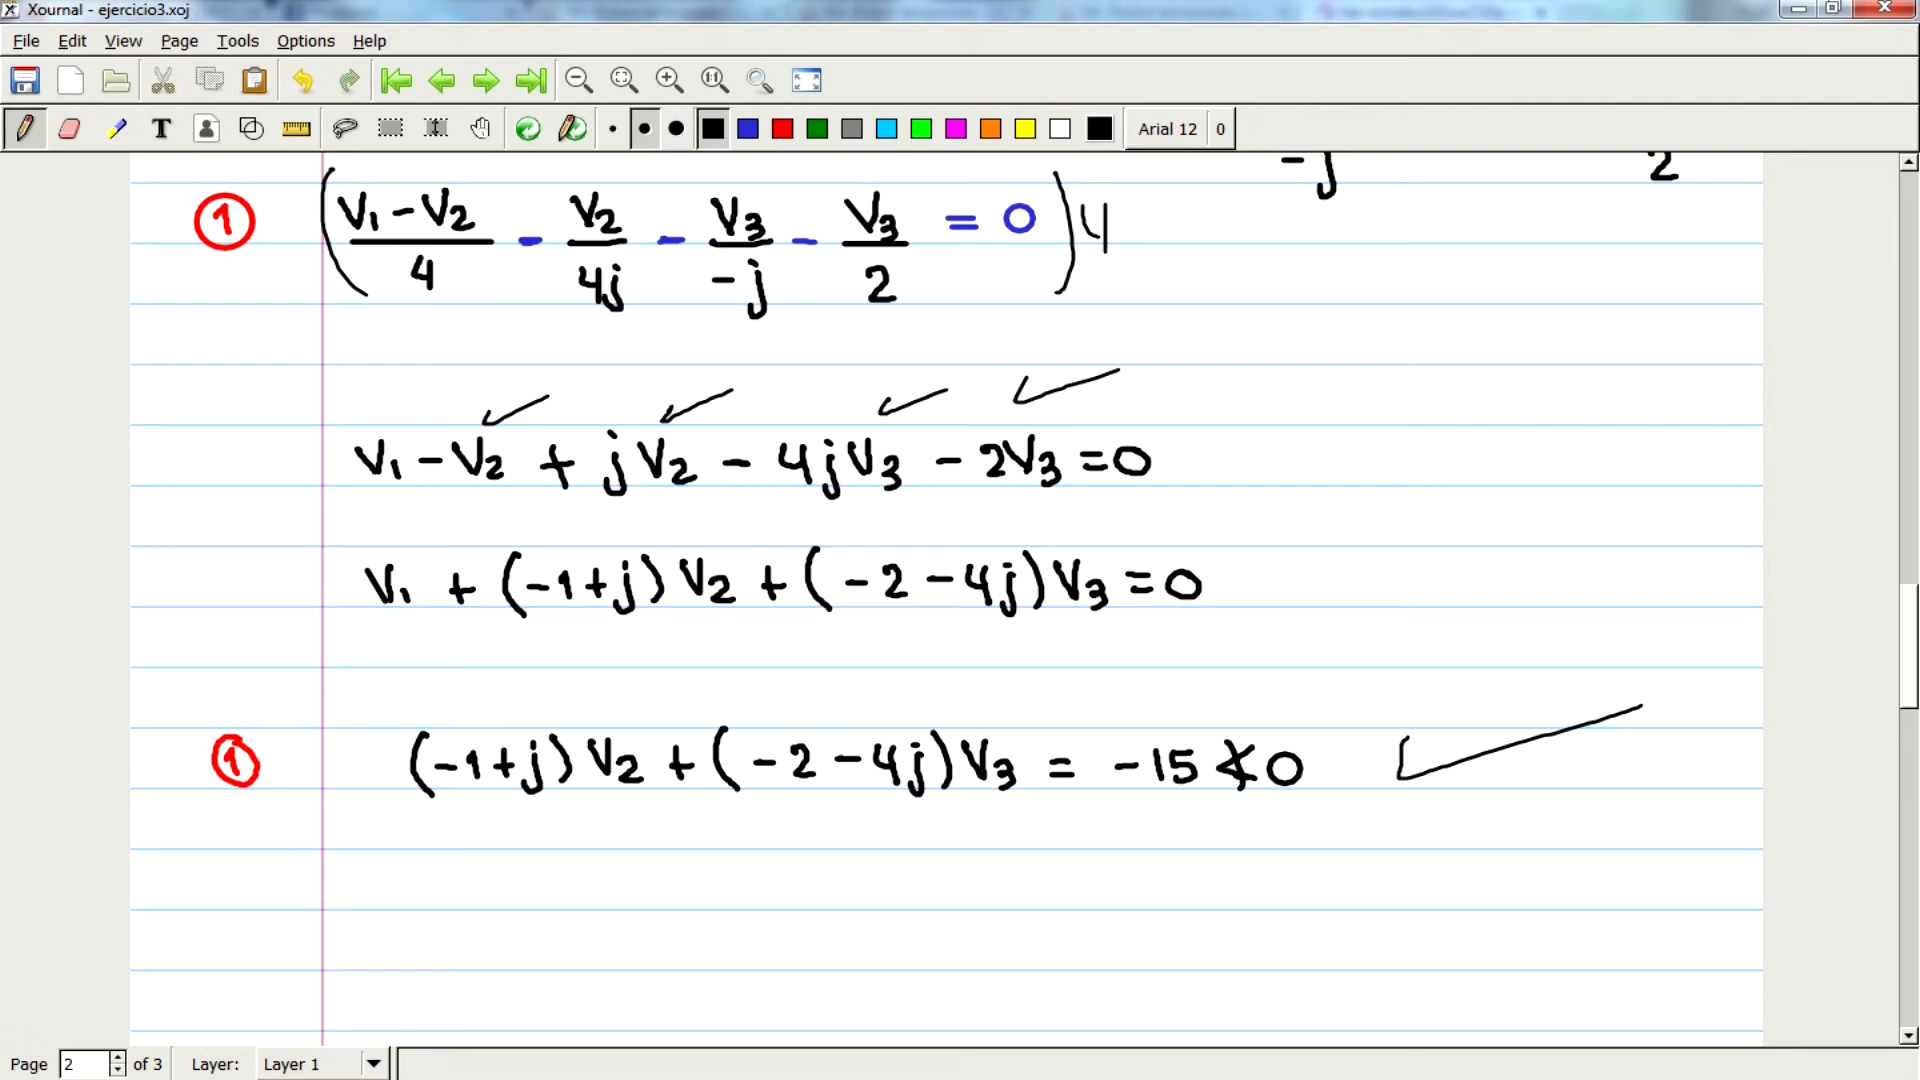 Xournal - ejercicio3.xoj
File Edit View Page Tools Options Help
Arial 12 0
-j 2
① ( (V1 - V2)/4 - V2/4j - V3/-j - V3/2 = 0 ) 4
V1 - V2 + jV2 - 4jV3 - 2V3 = 0
V1 + (-1+j) V2 + (-2-4j) V3 = 0
① (-1+j) V2 + (-2-4j) V3 = -15 ∡ 0
Page 2 of 3 Layer: Layer 1